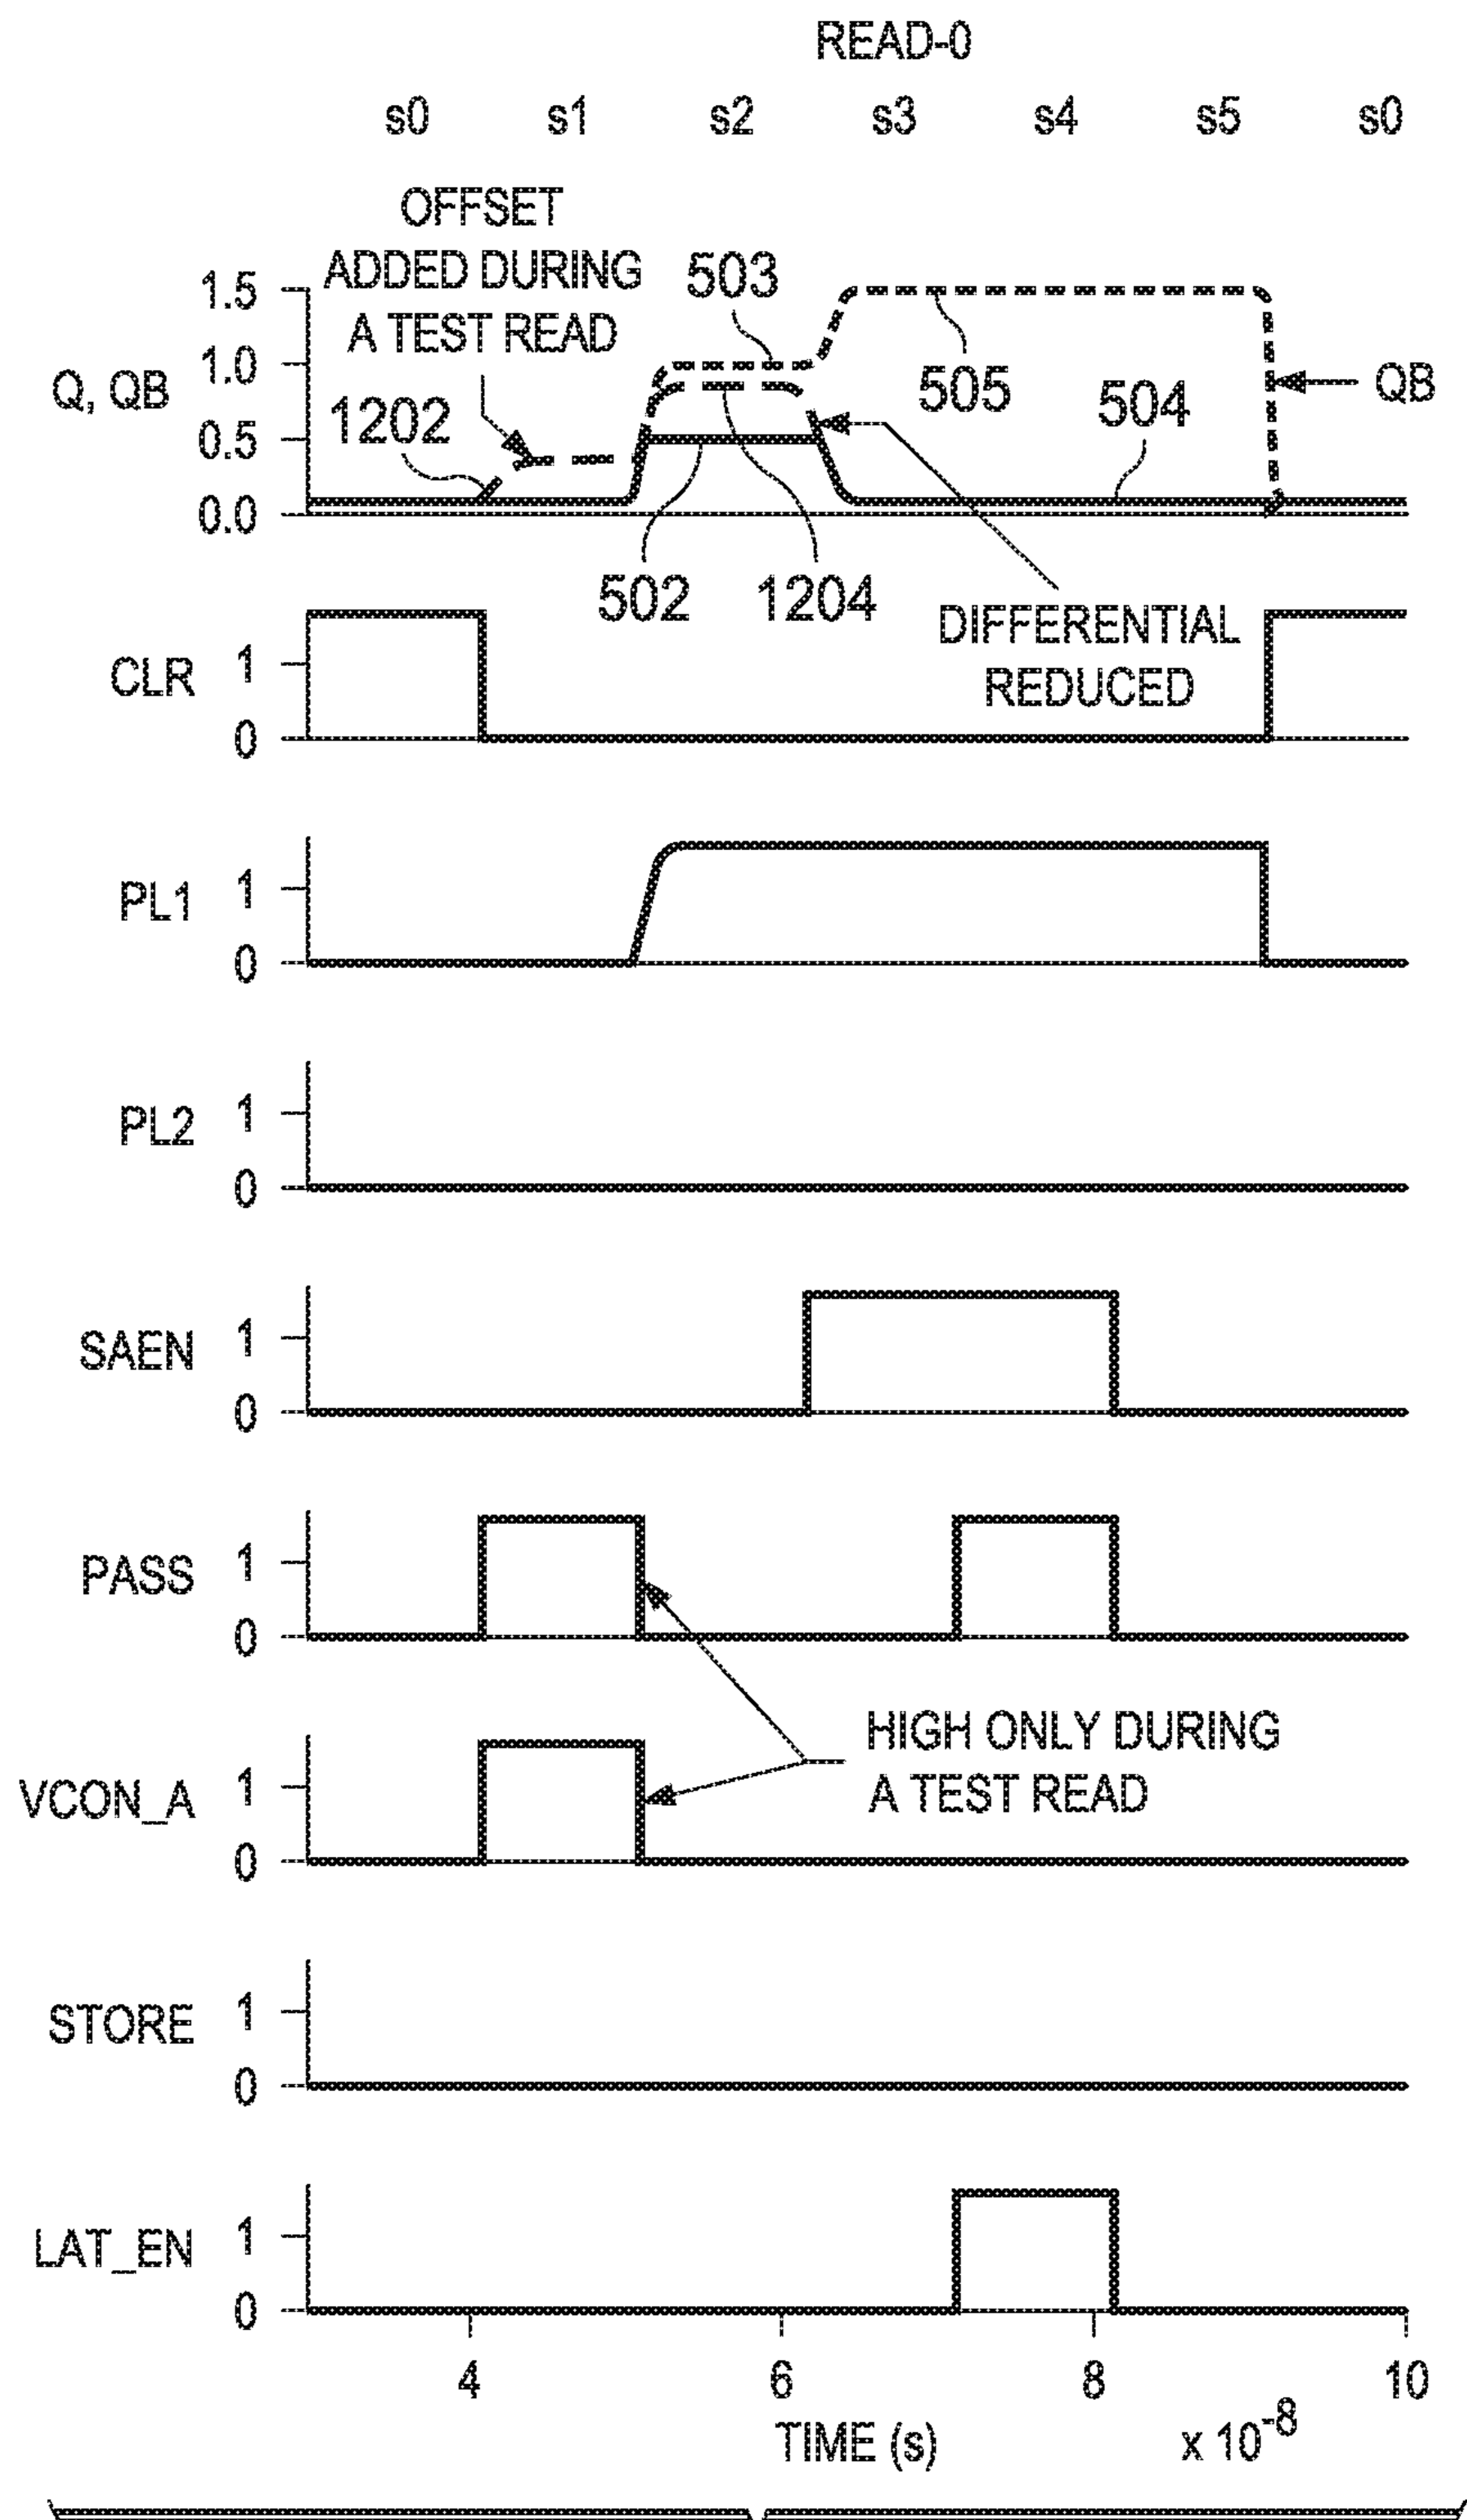 READ-0
s0 s1 s2 s3 s4 s5 s0
OFFSET
ADDED DURING
A TEST READ
503
1.5
1.0
0.5
0.0
Q, QB
1202
505
504
QB
502
1204
DIFFERENTIAL
REDUCED
CLR
1
0
PL1
1
0
PL2
1
0
SAEN
1
0
PASS
1
0
HIGH ONLY DURING
A TEST READ
VCON_A
1
0
STORE
1
0
LAT_EN
1
0
4 6 8 10
TIME (s)
x 10-8